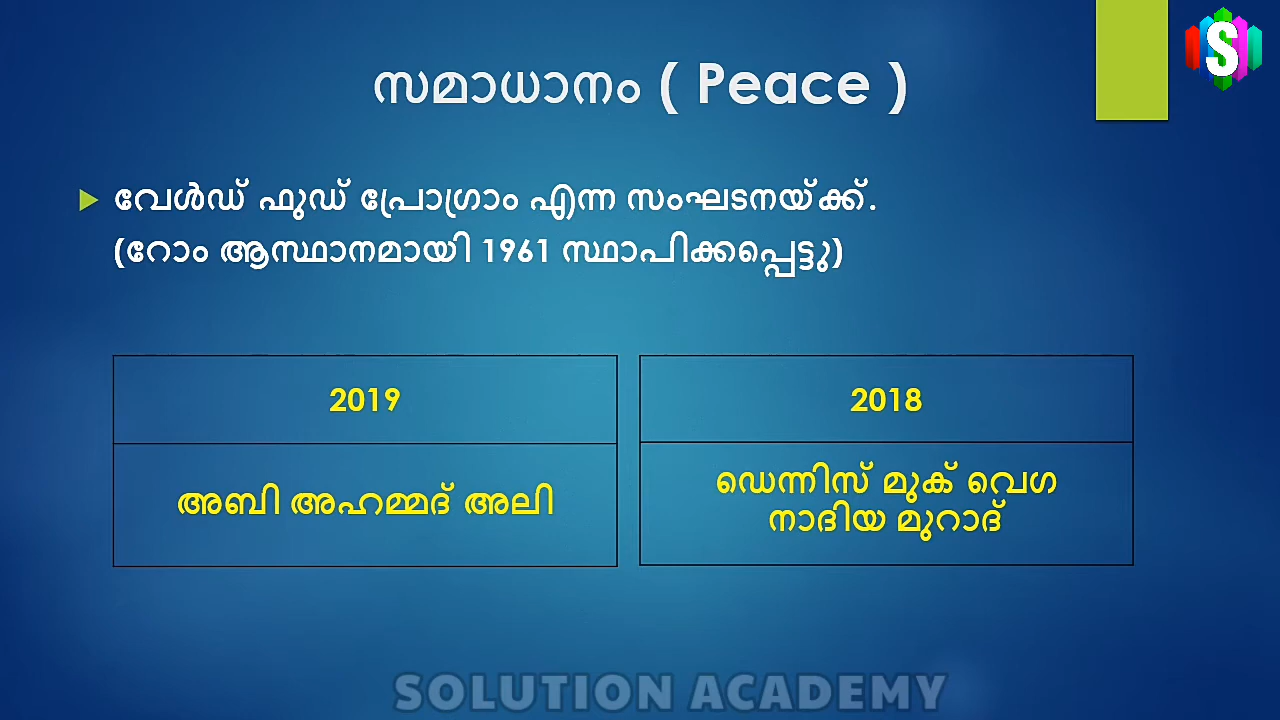 സമാധാനം ( Peace )
വേൾഡ് ഫുഡ് പ്രോഗ്രാം എന്ന സംഘടനയ്ക്ക്.
(റോം ആസ്ഥാനമായി 1961 സ്ഥാപിക്കപ്പെട്ടു)
2019
2018
അബി അഹമ്മദ് അലി
ഡെന്നിസ് മുക് വെഗ
നാദിയ മുറാദ്
S
SOLUTION ACADEMY